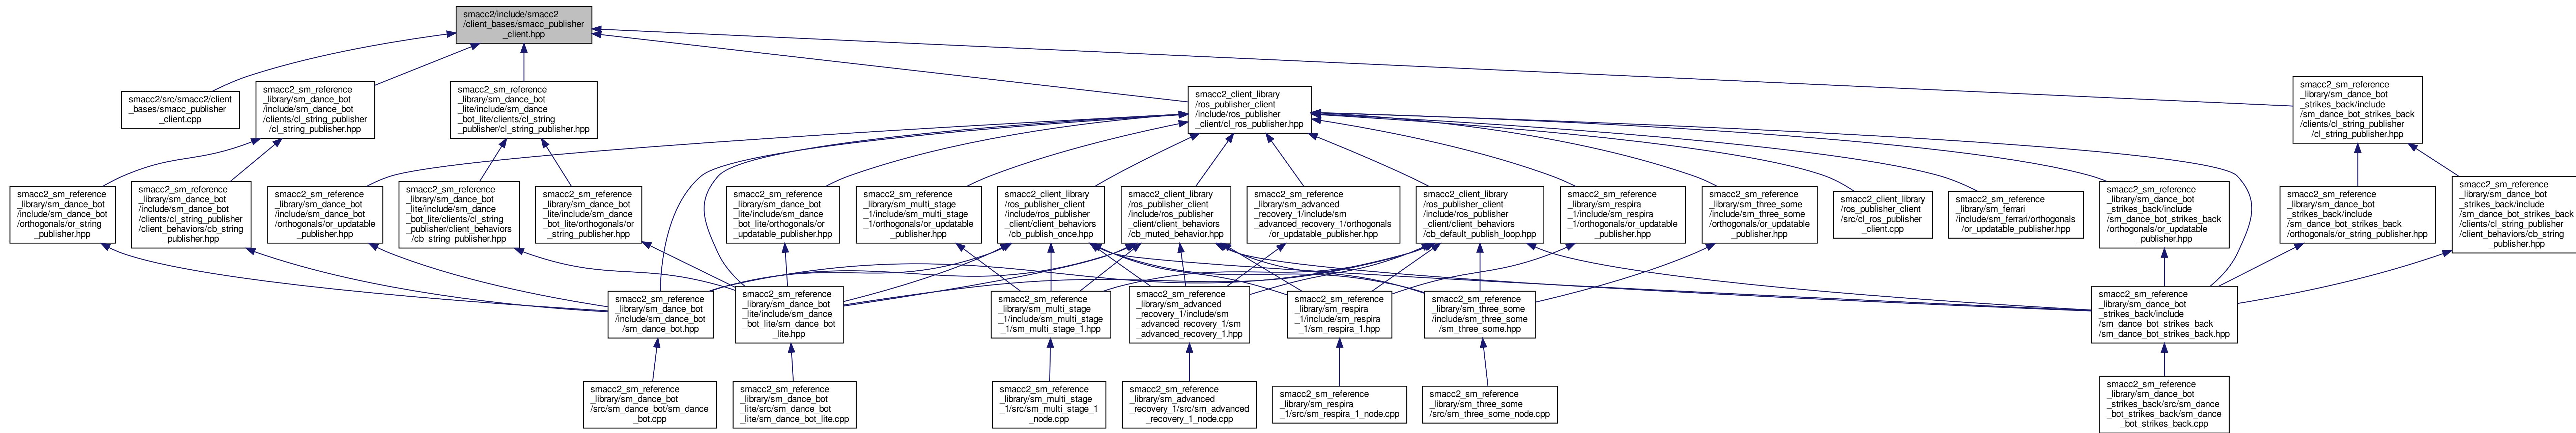 smacc2/include/smacc2
/client_bases/smacc_publisher
_client.hpp
smacc2/src/smacc2/client
_bases/smacc_publisher
_client.cpp
smacc2_sm_reference
_library/sm_dance_bot
/include/sm_dance_bot
/clients/cl_string_publisher
/cl_string_publisher.hpp
smacc2_sm_reference
_library/sm_dance_bot
_lite/include/sm_dance
_bot_lite/clients/cl_string
_publisher/cl_string_publisher.hpp
smacc2_client_library
/ros_publisher_client
/include/ros_publisher
_client/cl_ros_publisher.hpp
smacc2_sm_reference
_library/sm_dance_bot
_strikes_back/include
/sm_dance_bot_strikes_back
/clients/cl_string_publisher
/cl_string_publisher.hpp
smacc2_sm_reference
_library/sm_dance_bot
/include/sm_dance_bot
/orthogonals/or_string
_publisher.hpp
smacc2_sm_reference
_library/sm_dance_bot
/include/sm_dance_bot
/clients/cl_string_publisher
/client_behaviors/cb_string
_publisher.hpp
smacc2_sm_reference
_library/sm_dance_bot
/include/sm_dance_bot
/orthogonals/or_updatable
_publisher.hpp
smacc2_sm_reference
_library/sm_dance_bot
_lite/include/sm_dance
_bot_lite/clients/cl_string
_publisher/client_behaviors
/cb_string_publisher.hpp
smacc2_sm_reference
_library/sm_dance_bot
_lite/include/sm_dance
_bot_lite/orthogonals/or
_string_publisher.hpp
smacc2_sm_reference
_library/sm_dance_bot
_lite/include/sm_dance
_bot_lite/orthogonals/or
_updatable_publisher.hpp
smacc2_sm_reference
_library/sm_multi_stage
_1/include/sm_multi_stage
_1/orthogonals/or_updatable
_publisher.hpp
smacc2_client_library
/ros_publisher_client
/include/ros_publisher
_client/client_behaviors
/cb_publish_once.hpp
smacc2_client_library
/ros_publisher_client
/include/ros_publisher
_client/client_behaviors
/cb_muted_behavior.hpp
smacc2_sm_reference
_library/sm_advanced
_recovery_1/include/sm
_advanced_recovery_1/orthogonals
/or_updatable_publisher.hpp
smacc2_client_library
/ros_publisher_client
/include/ros_publisher
_client/client_behaviors
/cb_default_publish_loop.hpp
smacc2_sm_reference
_library/sm_respira
_1/include/sm_respira
_1/orthogonals/or_updatable
_publisher.hpp
smacc2_sm_reference
_library/sm_three_some
/include/sm_three_some
/orthogonals/or_updatable
_publisher.hpp
smacc2_client_library
/ros_publisher_client
/src/cl_ros_publisher
_client.cpp
smacc2_sm_reference
_library/sm_ferrari
/include/sm_ferrari/orthogonals
/or_updatable_publisher.hpp
smacc2_sm_reference
_library/sm_dance_bot
_strikes_back/include
/sm_dance_bot_strikes_back
/orthogonals/or_updatable
_publisher.hpp
smacc2_sm_reference
_library/sm_dance_bot
_strikes_back/include
/sm_dance_bot_strikes_back
/orthogonals/or_string_publisher.hpp
smacc2_sm_reference
_library/sm_dance_bot
_strikes_back/include
/sm_dance_bot_strikes_back
/clients/cl_string_publisher
/client_behaviors/cb_string
_publisher.hpp
smacc2_sm_reference
_library/sm_dance_bot
/include/sm_dance_bot
/sm_dance_bot.hpp
smacc2_sm_reference
_library/sm_dance_bot
_lite/include/sm_dance
_bot_lite/sm_dance_bot
_lite.hpp
smacc2_sm_reference
_library/sm_multi_stage
_1/include/sm_multi_stage
_1/sm_multi_stage_1.hpp
smacc2_sm_reference
_library/sm_advanced
_recovery_1/include/sm
_advanced_recovery_1/sm
_advanced_recovery_1.hpp
smacc2_sm_reference
_library/sm_respira
_1/include/sm_respira
_1/sm_respira_1.hpp
smacc2_sm_reference
_library/sm_three_some
/include/sm_three_some
/sm_three_some.hpp
smacc2_sm_reference
_library/sm_dance_bot
_strikes_back/include
/sm_dance_bot_strikes_back
/sm_dance_bot_strikes_back.hpp
smacc2_sm_reference
_library/sm_dance_bot
/src/sm_dance_bot/sm_dance
_bot.cpp
smacc2_sm_reference
_library/sm_dance_bot
_lite/src/sm_dance_bot
_lite/sm_dance_bot_lite.cpp
smacc2_sm_reference
_library/sm_multi_stage
_1/src/sm_multi_stage_1
_node.cpp
smacc2_sm_reference
_library/sm_advanced
_recovery_1/src/sm_advanced
_recovery_1_node.cpp
smacc2_sm_reference
_library/sm_respira
_1/src/sm_respira_1_node.cpp
smacc2_sm_reference
_library/sm_three_some
/src/sm_three_some_node.cpp
smacc2_sm_reference
_library/sm_dance_bot
_strikes_back/src/sm_dance
_bot_strikes_back/sm_dance
_bot_strikes_back.cpp